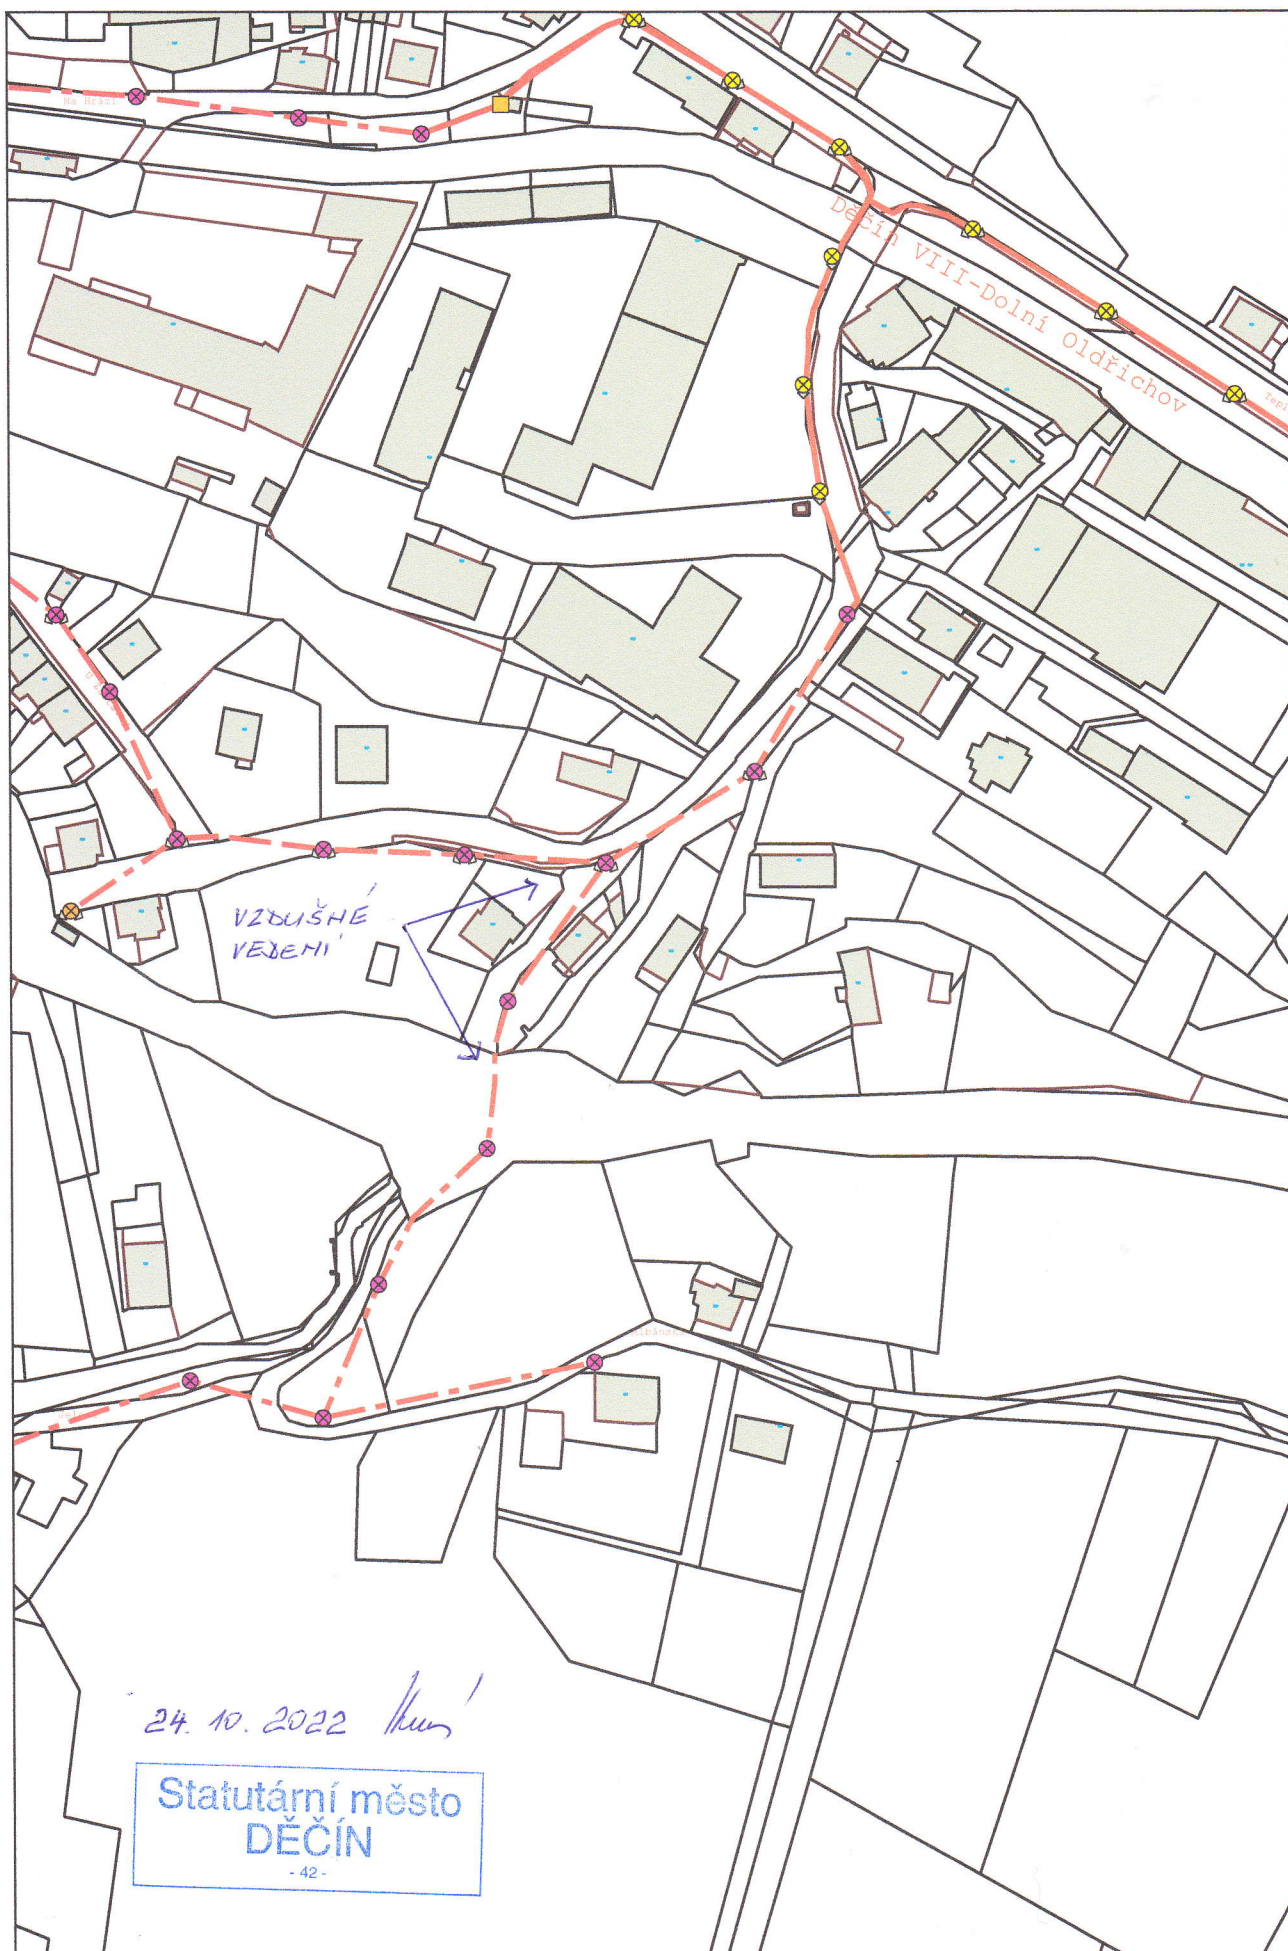 Na Hrázi
Děčín VIII-Dolní Oldřichov
VZDUŠNÉ
VEDENÍ
24. 10. 2022
Statutární město
DĚČÍN
- 42 -